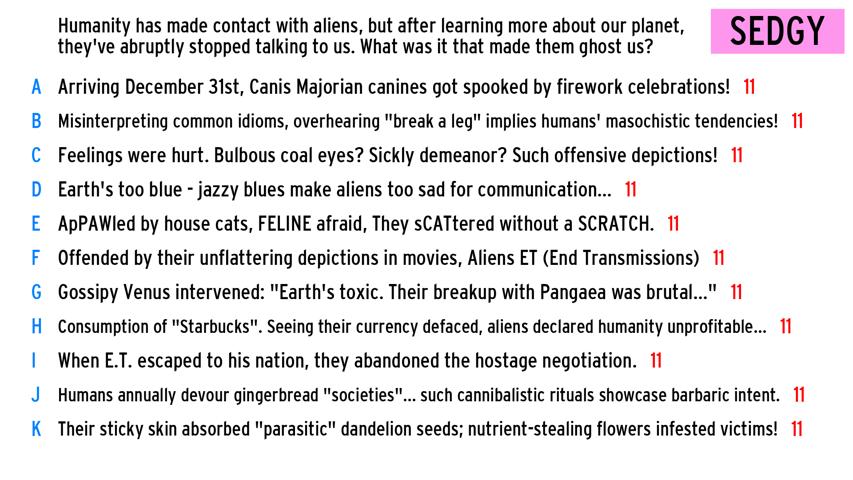 Humanity has made contact with aliens, but after learning more about our planet,
they've abruptly stopped talking to us. What was it that made them ghost us?
SEDGY
A Arriving December 31st, Canis Majorian canines got spooked by firework celebrations! 11
B Misinterpreting common idioms, overhearing "break a leg" implies humans' masochistic tendencies! 11
C Feelings were hurt. Bulbous coal eyes? Sickly demeanor? Such offensive depictions! 11
D Earth's too blue - jazzy blues make aliens too sad for communication... 11
E ApPAWled by house cats, FELINE afraid, They sCATtered without a SCRATCH. 11
F Offended by their unflattering depictions in movies, Aliens ET (End Transmissions) 11
G Gossipy Venus intervened: "Earth's toxic. Their breakup with Pangaea was brutal..." 11
H Consumption of "Starbucks". Seeing their currency defaced, aliens declared humanity unprofitable... 11
I When E.T. escaped to his nation, they abandoned the hostage negotiation. 11
J Humans annually devour gingerbread "societies"... such cannibalistic rituals showcase barbaric intent. 11
K Their sticky skin absorbed "parasitic" dandelion seeds; nutrient-stealing flowers infested victims! 11